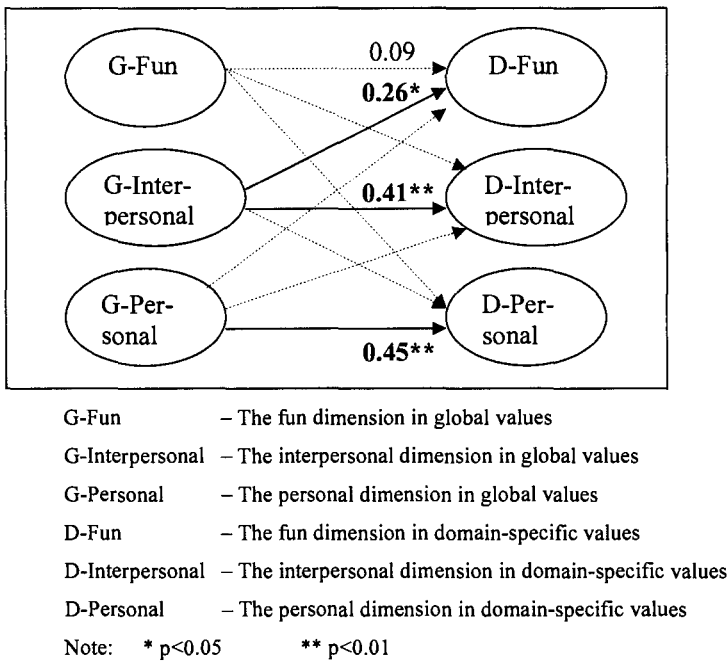 G-Fun
0.09
D-Fun
0.26*
G-Inter-
personal
0.41**
D-Inter-
personal
G-Per-
sonal
D-Per-
sonal
0.45**
G-Fun – The fun dimension in global values
G-Interpersonal – The interpersonal dimension in global values
G-Personal – The personal dimension in global values
D-Fun – The fun dimension in domain-specific values
D-Interpersonal – The interpersonal dimension in domain-specific values
D-Personal – The personal dimension in domain-specific values
Note: * p<0.05 ** p<0.01